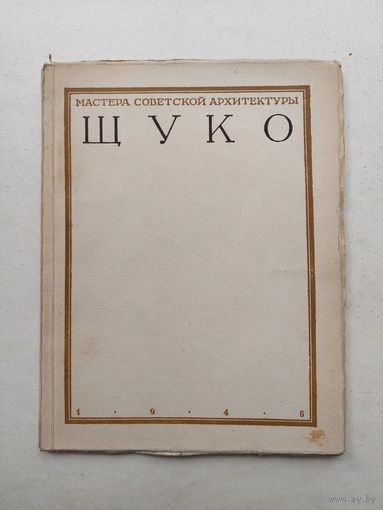 МАСТЕРА СОВЕТСКОЙ АРХИТЕКТУРЫ
ЩУКО
1 · 9 · 4 · 6
www.ay.by